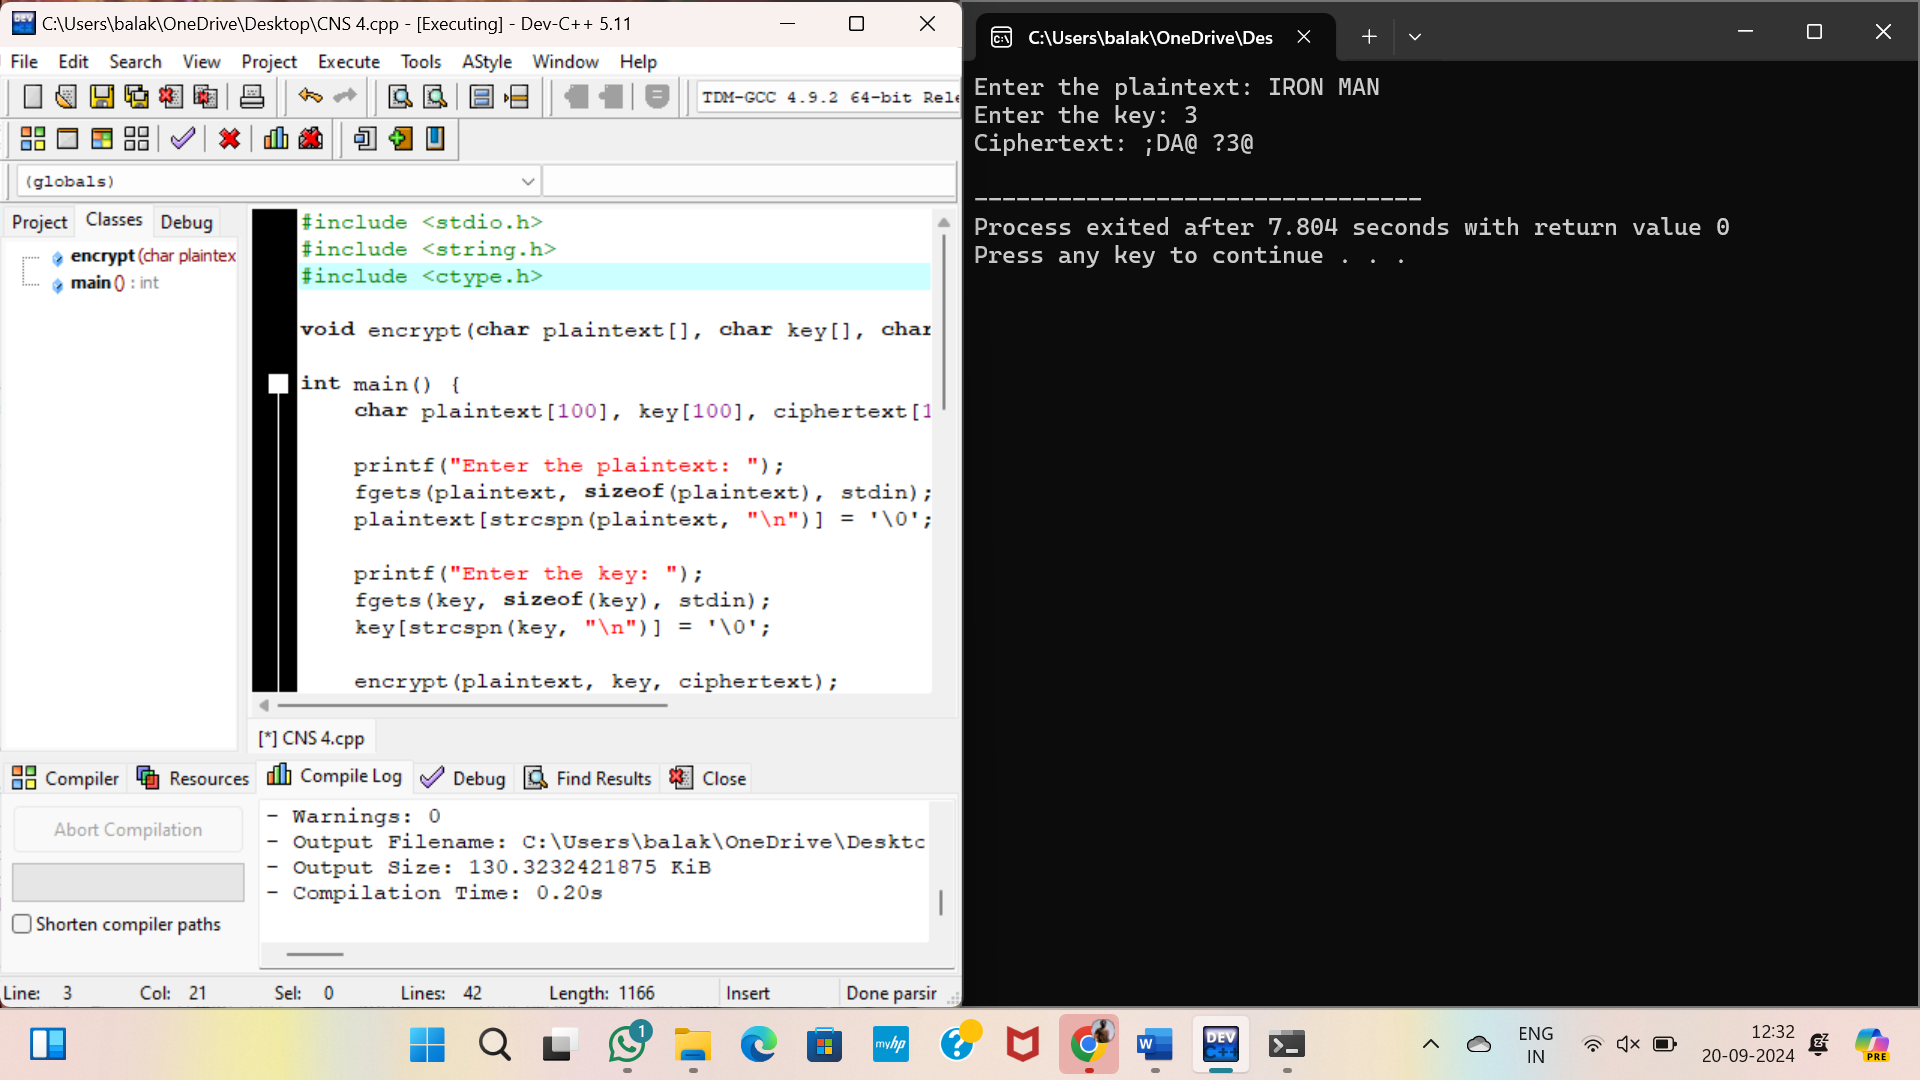 C:\Users\balak\OneDrive\Desktop\CNS 4.cpp - [Executing] - Dev-C++ 5.11
File Edit Search View Project Execute Tools AStyle Window Help
TDM-GCC 4.9.2 64-bit Rele
(globals)
Project Classes Debug
encrypt (char plaintex
main () : int
#include <stdio.h>
#include <string.h>
#include <ctype.h>
void encrypt(char plaintext[], char key[], char
int main() {
char plaintext[100], key[100], ciphertext[1
printf("Enter the plaintext: ");
fgets(plaintext, sizeof(plaintext), stdin);
plaintext[strcspn(plaintext, "\n")] = '\0';
printf("Enter the key: ");
fgets(key, sizeof(key), stdin);
key[strcspn(key, "\n")] = '\0';
encrypt(plaintext, key, ciphertext);
[*] CNS 4.cpp
Compiler Resources Compile Log Debug Find Results Close
Abort Compilation
Shorten compiler paths
- Warnings: 0
- Output Filename: C:\Users\balak\OneDrive\Deskto
- Output Size: 130.3232421875 KiB
- Compilation Time: 0.20s
Line: 3 Col: 21 Sel: 0 Lines: 42 Length: 1166 Insert Done parsin
C:\Users\balak\OneDrive\Des
Enter the plaintext: IRON MAN
Enter the key: 3
Ciphertext: ;DA@ ?3@
--------------------------------
Process exited after 7.804 seconds with return value 0
Press any key to continue . . .
1
myhp
DEV C++
ENG
IN
12:32
20-09-2024
PRE